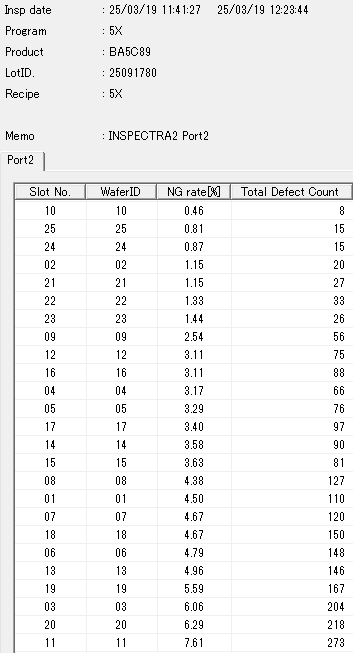 Insp date : 25/03/19 11:41:27 25/03/19 12:23:44
Program : 5X
Product : BA5C89
LotID. : 25091780
Recipe : 5X
Memo : INSPECTRA2 Port2
Port2
Slot No. WaferID NG rate[%] Total Defect Count
10 10 0.46 8
25 25 0.81 15
24 24 0.87 15
02 02 1.15 20
21 21 1.15 27
22 22 1.33 33
23 23 1.44 26
09 09 2.54 56
12 12 3.11 75
16 16 3.11 88
04 04 3.17 66
05 05 3.29 76
17 17 3.40 97
14 14 3.58 90
15 15 3.63 81
08 08 4.38 127
01 01 4.50 110
07 07 4.67 120
18 18 4.67 150
06 06 4.79 148
13 13 4.96 146
19 19 5.59 167
03 03 6.06 204
20 20 6.29 218
11 11 7.61 273